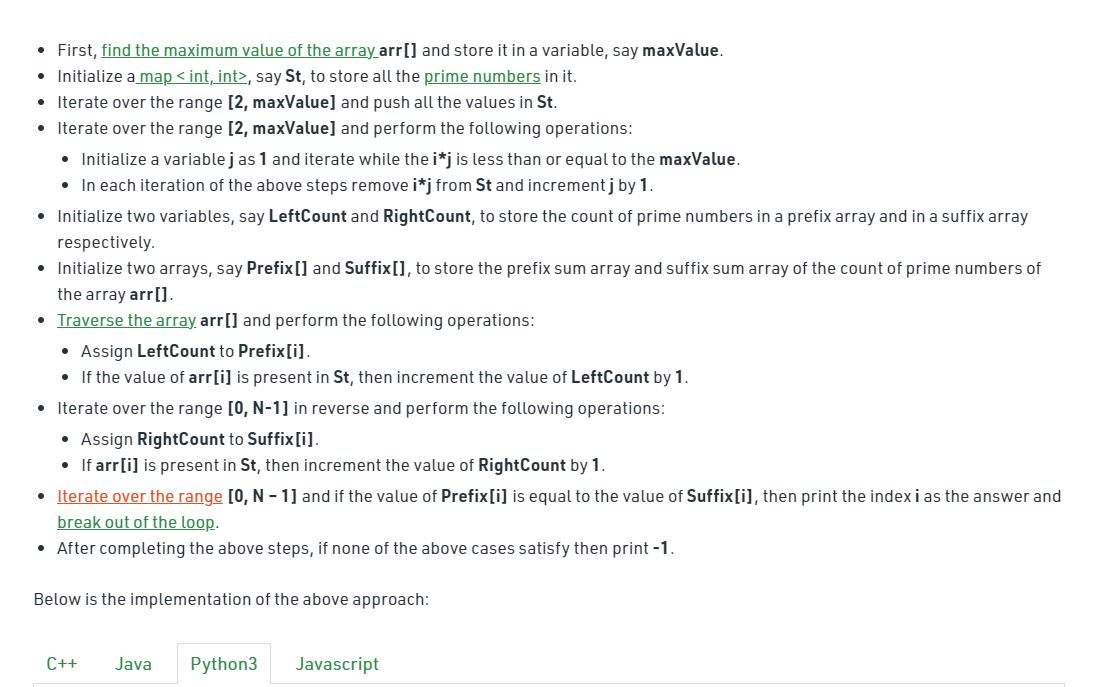 First, find the maximum value of the array arr[] and store it in a variable, say maxValue.
Initialize a map < int, int>, say St, to store all the prime numbers in it.
Iterate over the range [2, maxValue] and push all the values in St.
Iterate over the range [2, maxValue] and perform the following operations:
Initialize a variable j as 1 and iterate while the i*j is less than or equal to the maxValue.
In each iteration of the above steps remove i*j from St and increment j by 1.
Initialize two variables, say LeftCount and RightCount, to store the count of prime numbers in a prefix array and in a suffix array
respectively.
Initialize two arrays, say Prefix[] and Suffix[], to store the prefix sum array and suffix sum array of the count of prime numbers of
the array arr[].
Traverse the array arr[] and perform the following operations:
Assign LeftCount to Prefix[i].
If the value of arr[i] is present in St, then increment the value of LeftCount by 1.
Iterate over the range [0, N-1] in reverse and perform the following operations:
Assign RightCount to Suffix[i].
If arr[i] is present in St, then increment the value of RightCount by 1.
Iterate over the range [0, N – 1] and if the value of Prefix[i] is equal to the value of Suffix[i], then print the index i as the answer and
break out of the loop.
After completing the above steps, if none of the above cases satisfy then print -1.
Below is the implementation of the above approach:
C++ Java Python3 Javascript